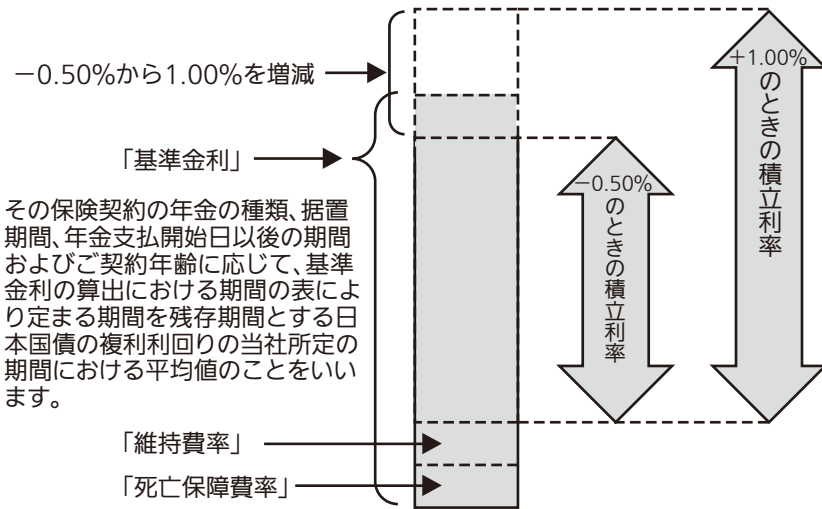 －0.50%から1.00%を増減
「基準金利」
その保険契約の年金の種類、据置
期間、年金支払開始日以後の期間
およびご契約年齢に応じて、基準
金利の算出における期間の表によ
り定まる期間を残存期間とする日
本国債の複利利回りの当社所定の
期間における平均値のことをいい
ます。
「維持費率」
「死亡保障費率」
－0.50%
のときの積立利率
＋1.00%
のときの積立利率